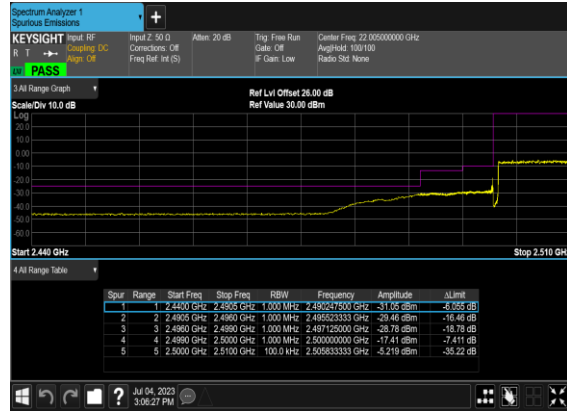 Spectrum Analyzer 1
Spurious Emissions
KEYSIGHT Input: RF
R T Coupling: DC
Align: Off
LXI PASS
Input Z: 50 Ω
Corrections: Off
Freq Ref: Int (S)
Atten: 20 dB
Trig: Free Run
Gate: Off
IF Gain: Low
Center Freq: 22.005000000 GHz
Avg|Hold: 100/100
Radio Std: None
3 All Range Graph
Scale/Div 10.0 dB
Ref Lvl Offset 26.00 dB
Ref Value 30.00 dBm
Log
20.0
10.0
0.00
-10.0
-20.0
-30.0
-40.0
-50.0
-60.0
Start 2.440 GHz
Stop 2.510 GH
4 All Range Table
Spur Range Start Freq Stop Freq RBW Frequency Amplitude ΔLimit
1 1 2.4400 GHz 2.4905 GHz 1.000 MHz 2.490247500 GHz -31.05 dBm -6.055 dB
2 2 2.4905 GHz 2.4960 GHz 1.000 MHz 2.495523333 GHz -29.46 dBm -16.46 dB
3 3 2.4960 GHz 2.4990 GHz 1.000 MHz 2.497125000 GHz -28.78 dBm -18.78 dB
4 4 2.4990 GHz 2.5000 GHz 1.000 MHz 2.500000000 GHz -17.41 dBm -7.411 dB
5 5 2.5000 GHz 2.5100 GHz 100.0 kHz 2.505833333 GHz -5.219 dBm -35.22 dB
?
Jul 04, 2023
3:06:27 PM